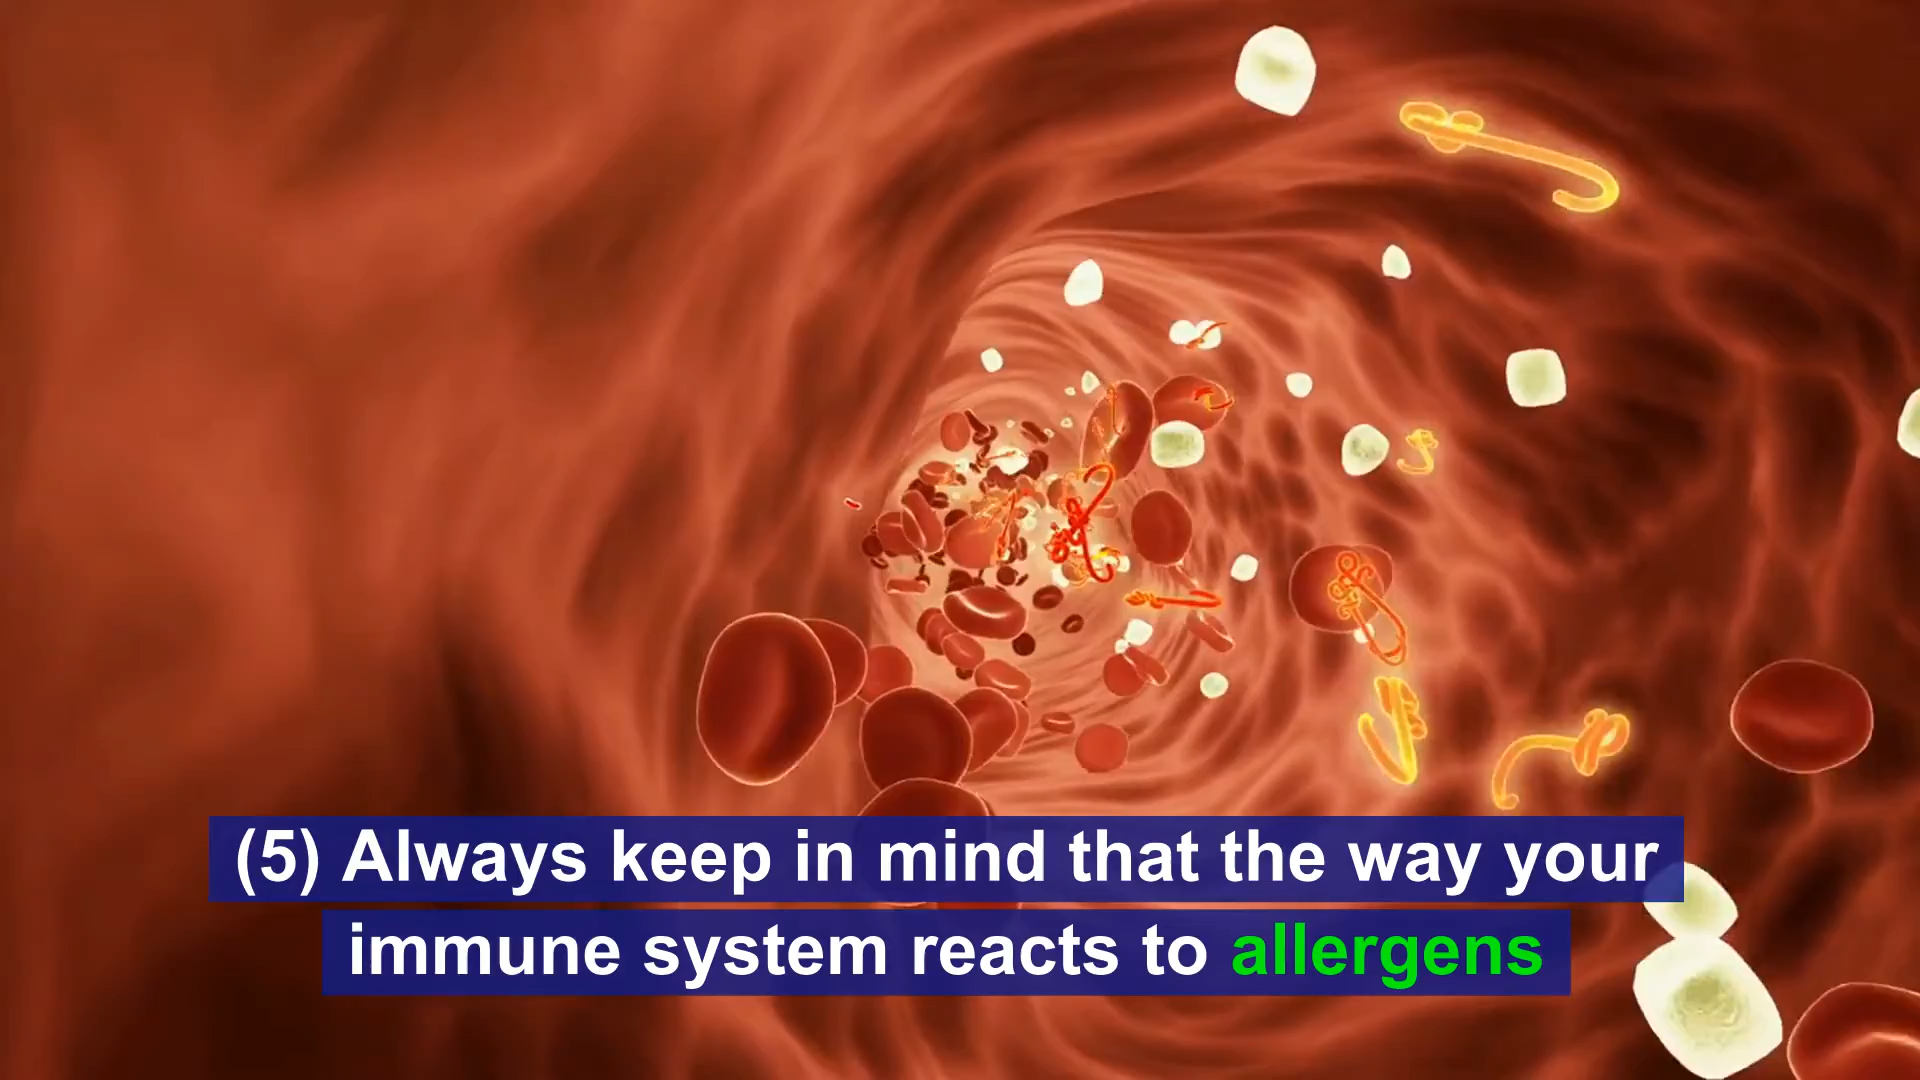 (5) Always keep in mind that the way your
immune system reacts to allergens